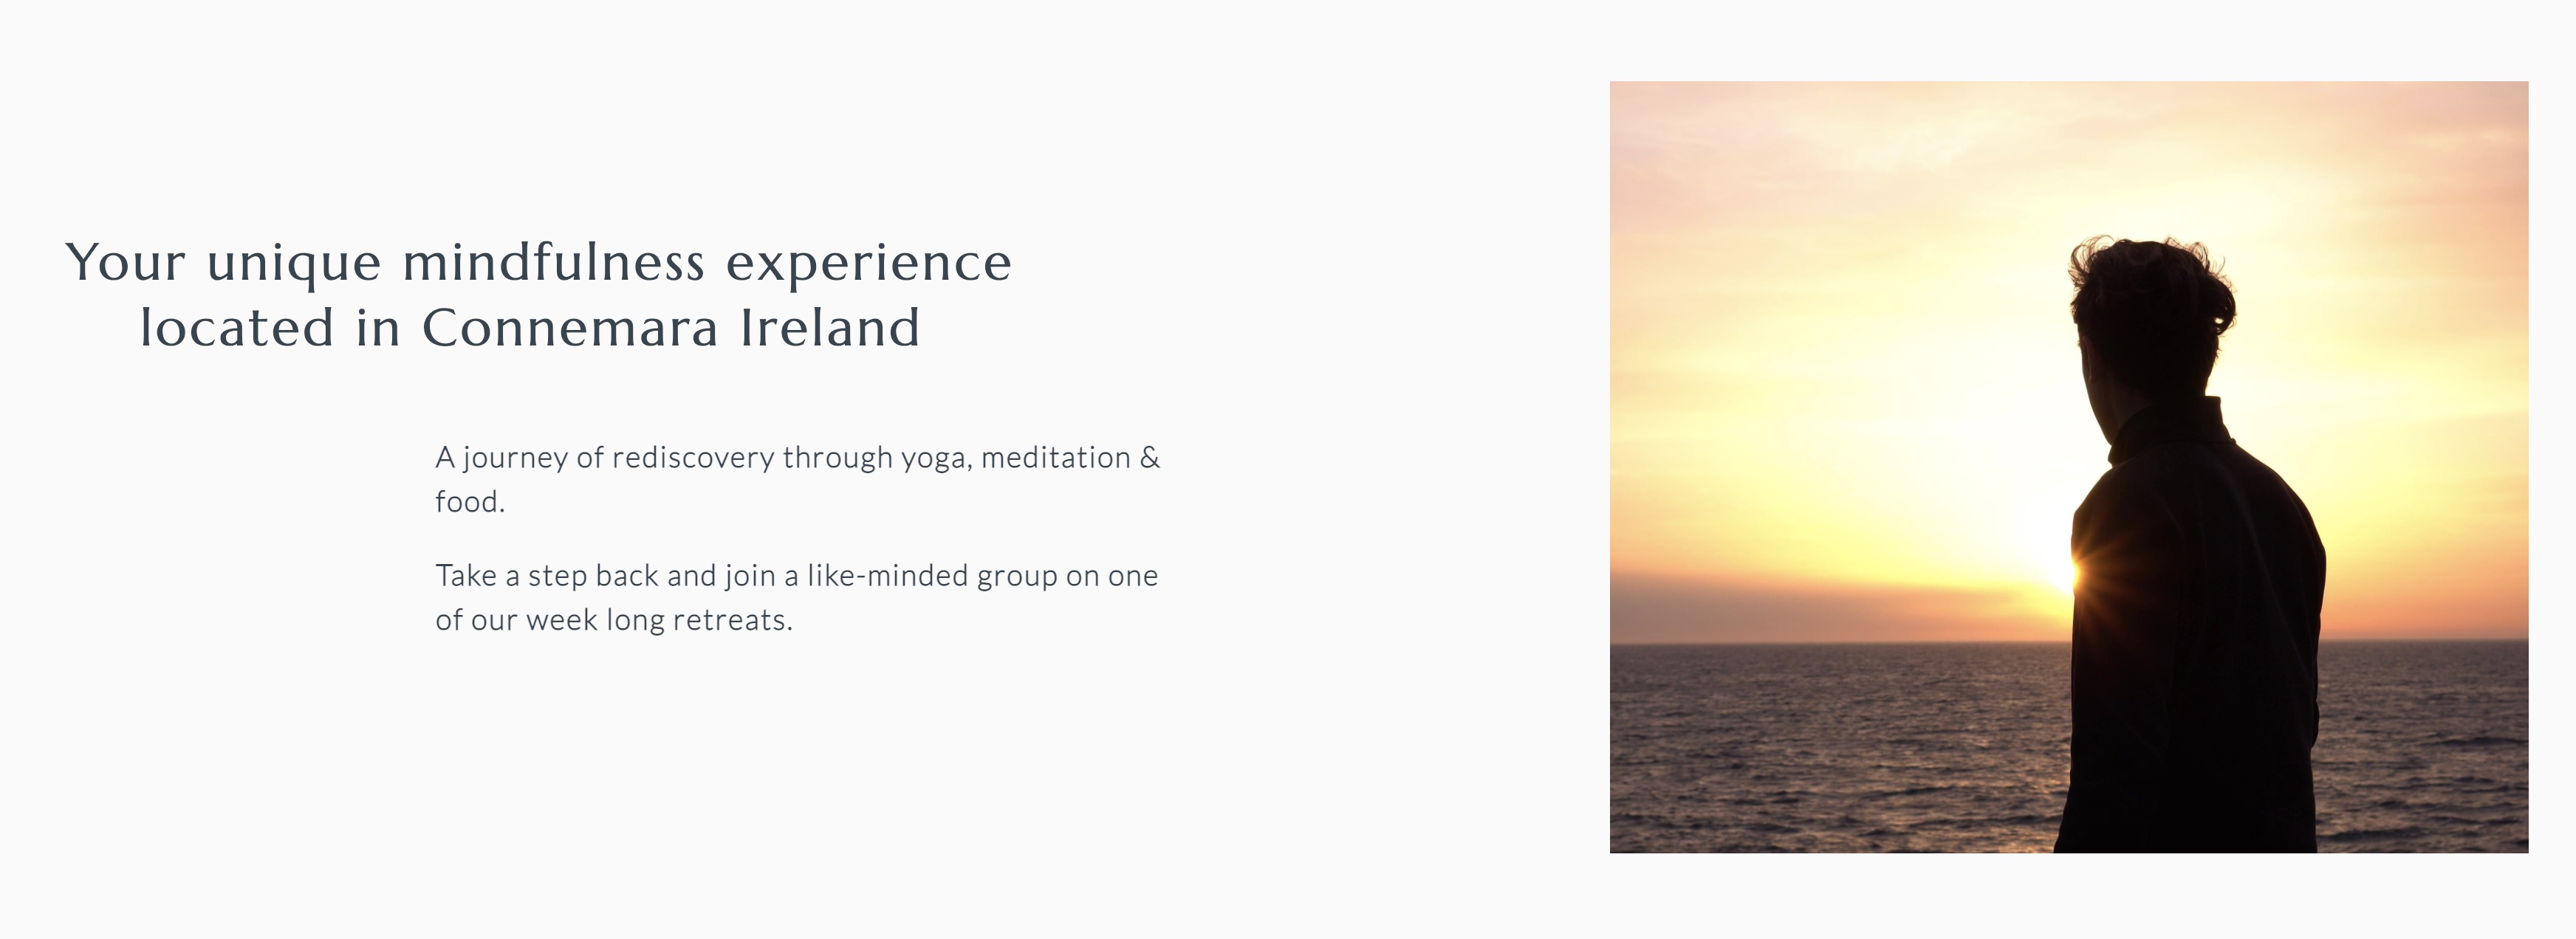 Your unique mindfulness experience
located in Connemara Ireland
A journey of rediscovery through yoga, meditation &
food.
Take a step back and join a like-minded group on one
of our week long retreats.